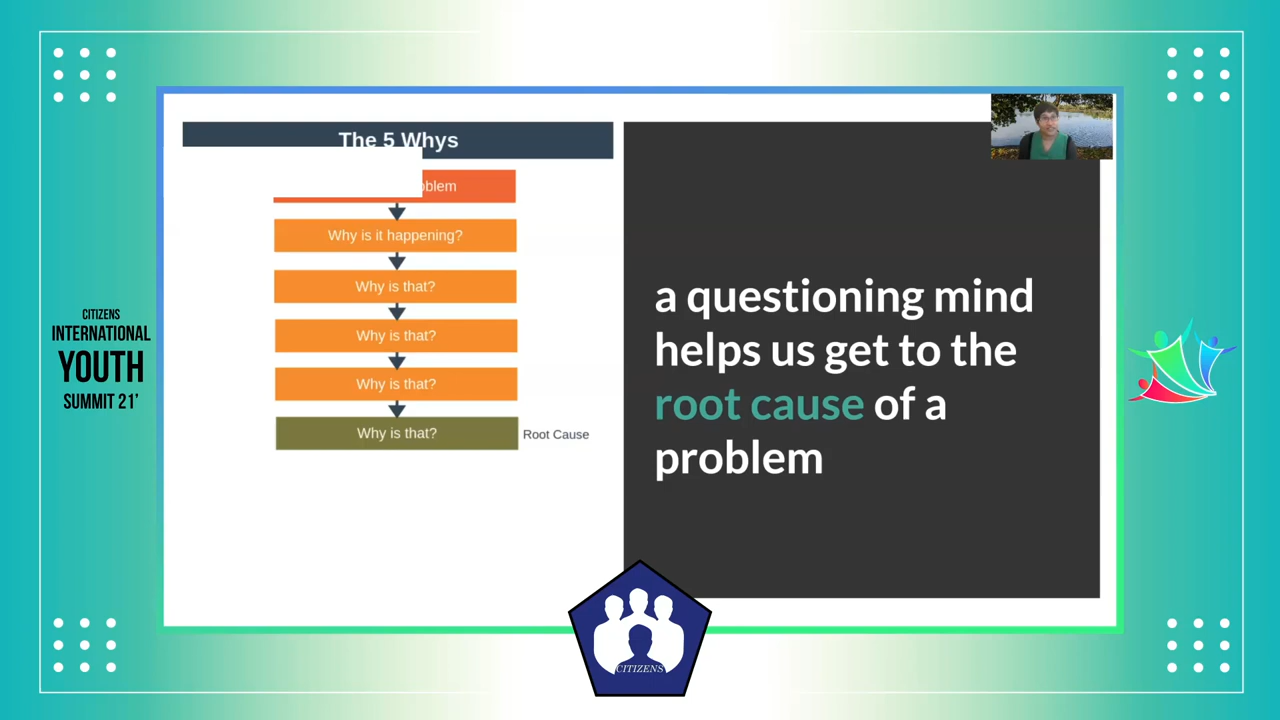 CITIZENS
INTERNATIONAL
YOUTH
SUMMIT 21'
The 5 Whys
Why is it happening?
Why is that?
Why is that?
Why is that?
Why is that?
Root Cause
a questioning mind
helps us get to the
root cause of a
problem
CITIZENS